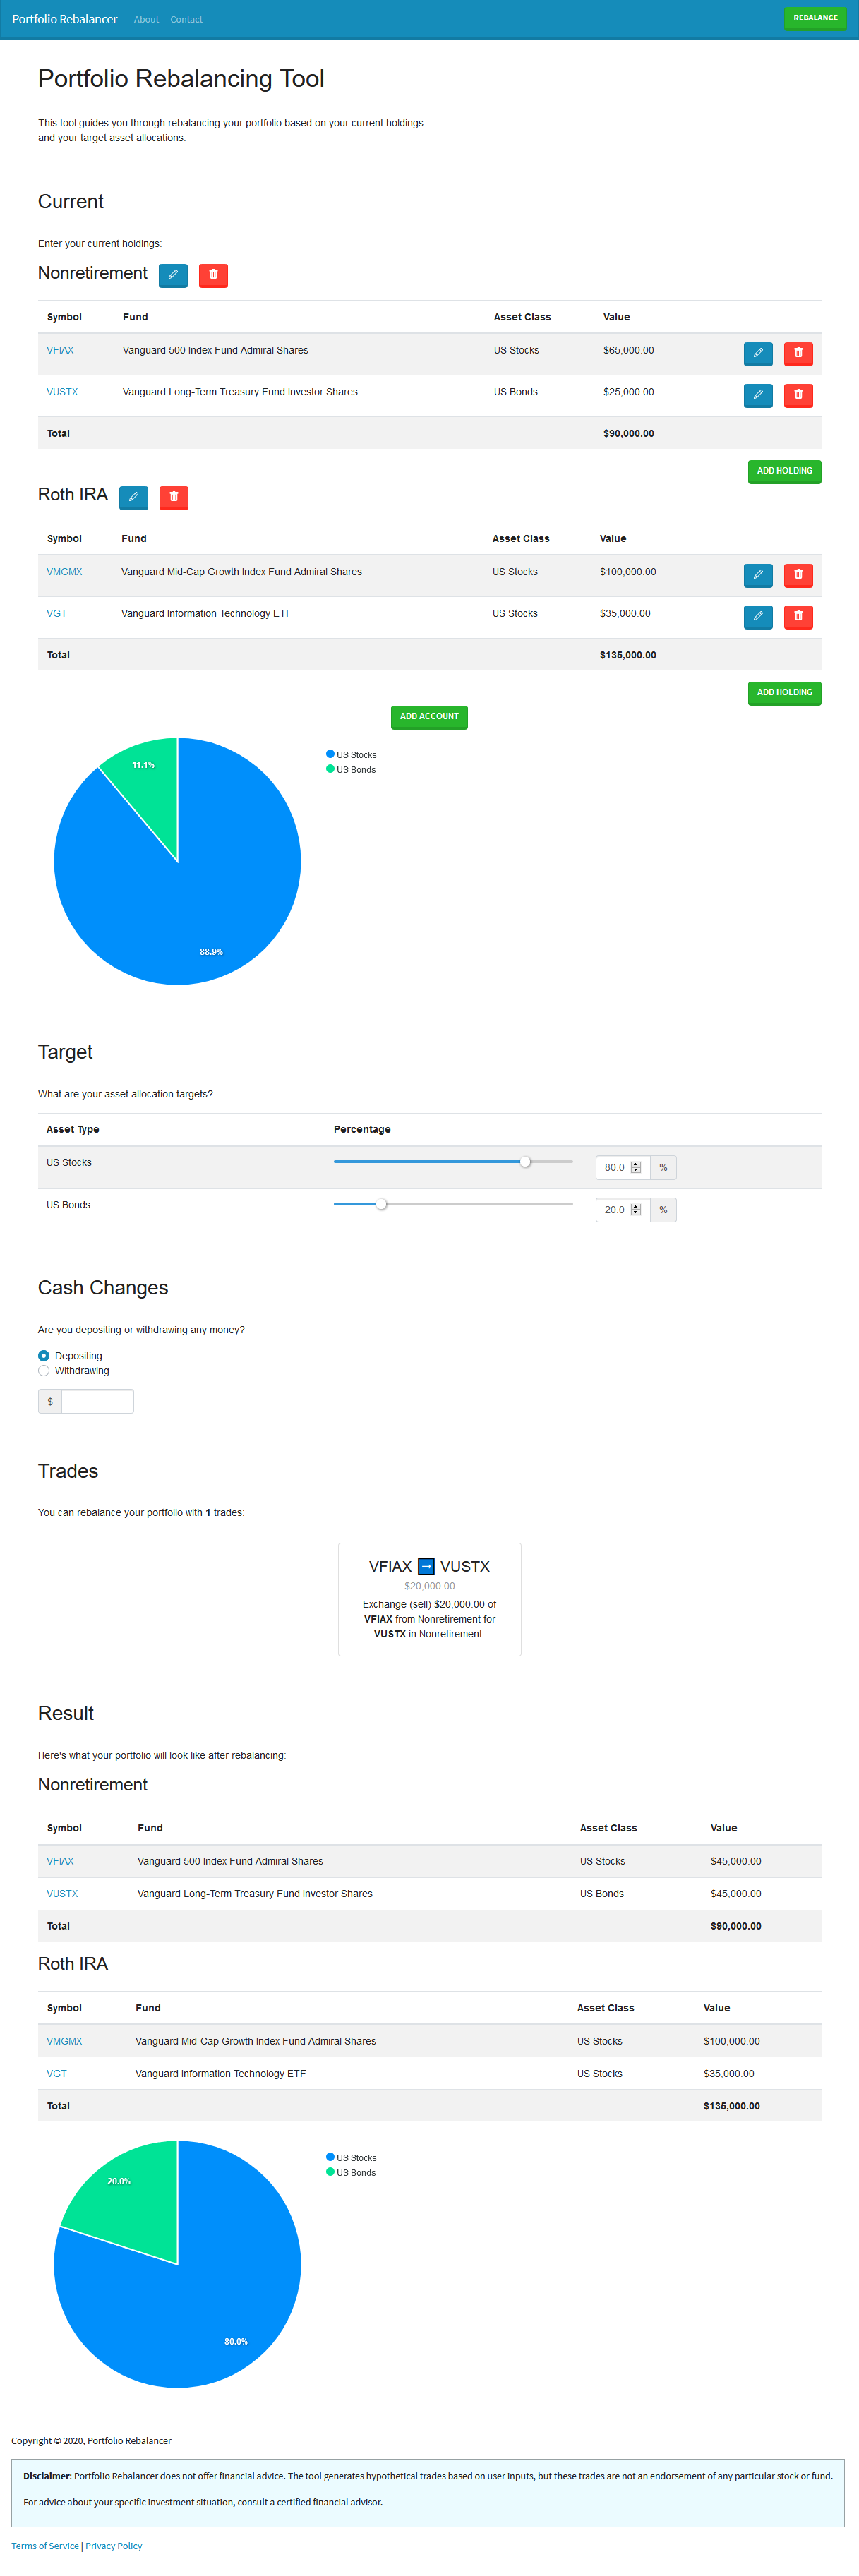 Portfolio Rebalancer About Contact REBALANCE
Portfolio Rebalancing Tool
This tool guides you through rebalancing your portfolio based on your current holdings
and your target asset allocations.
Current
Enter your current holdings:
Nonretirement
Symbol Fund Asset Class Value
VFIAX Vanguard 500 Index Fund Admiral Shares US Stocks $65,000.00
VUSTX Vanguard Long-Term Treasury Fund Investor Shares US Bonds $25,000.00
Total $90,000.00
ADD HOLDING
Roth IRA
Symbol Fund Asset Class Value
VMGMX Vanguard Mid-Cap Growth Index Fund Admiral Shares US Stocks $100,000.00
VGT Vanguard Information Technology ETF US Stocks $35,000.00
Total $135,000.00
ADD HOLDING
ADD ACCOUNT
US Stocks
US Bonds
11.1%
88.9%
Target
What are your asset allocation targets?
Asset Type Percentage
US Stocks 80.0 %
US Bonds 20.0 %
Cash Changes
Are you depositing or withdrawing any money?
Depositing
Withdrawing
$
Trades
You can rebalance your portfolio with 1 trades:
VFIAX ➡ VUSTX
$20,000.00
Exchange (sell) $20,000.00 of
VFIAX from Nonretirement for
VUSTX in Nonretirement.
Result
Here's what your portfolio will look like after rebalancing:
Nonretirement
Symbol Fund Asset Class Value
VFIAX Vanguard 500 Index Fund Admiral Shares US Stocks $45,000.00
VUSTX Vanguard Long-Term Treasury Fund Investor Shares US Bonds $45,000.00
Total $90,000.00
Roth IRA
Symbol Fund Asset Class Value
VMGMX Vanguard Mid-Cap Growth Index Fund Admiral Shares US Stocks $100,000.00
VGT Vanguard Information Technology ETF US Stocks $35,000.00
Total $135,000.00
US Stocks
US Bonds
20.0%
80.0%
Copyright © 2020, Portfolio Rebalancer
Disclaimer: Portfolio Rebalancer does not offer financial advice. The tool generates hypothetical trades based on user inputs, but these trades are not an endorsement of any particular stock or fund.
For advice about your specific investment situation, consult a certified financial advisor.
Terms of Service | Privacy Policy